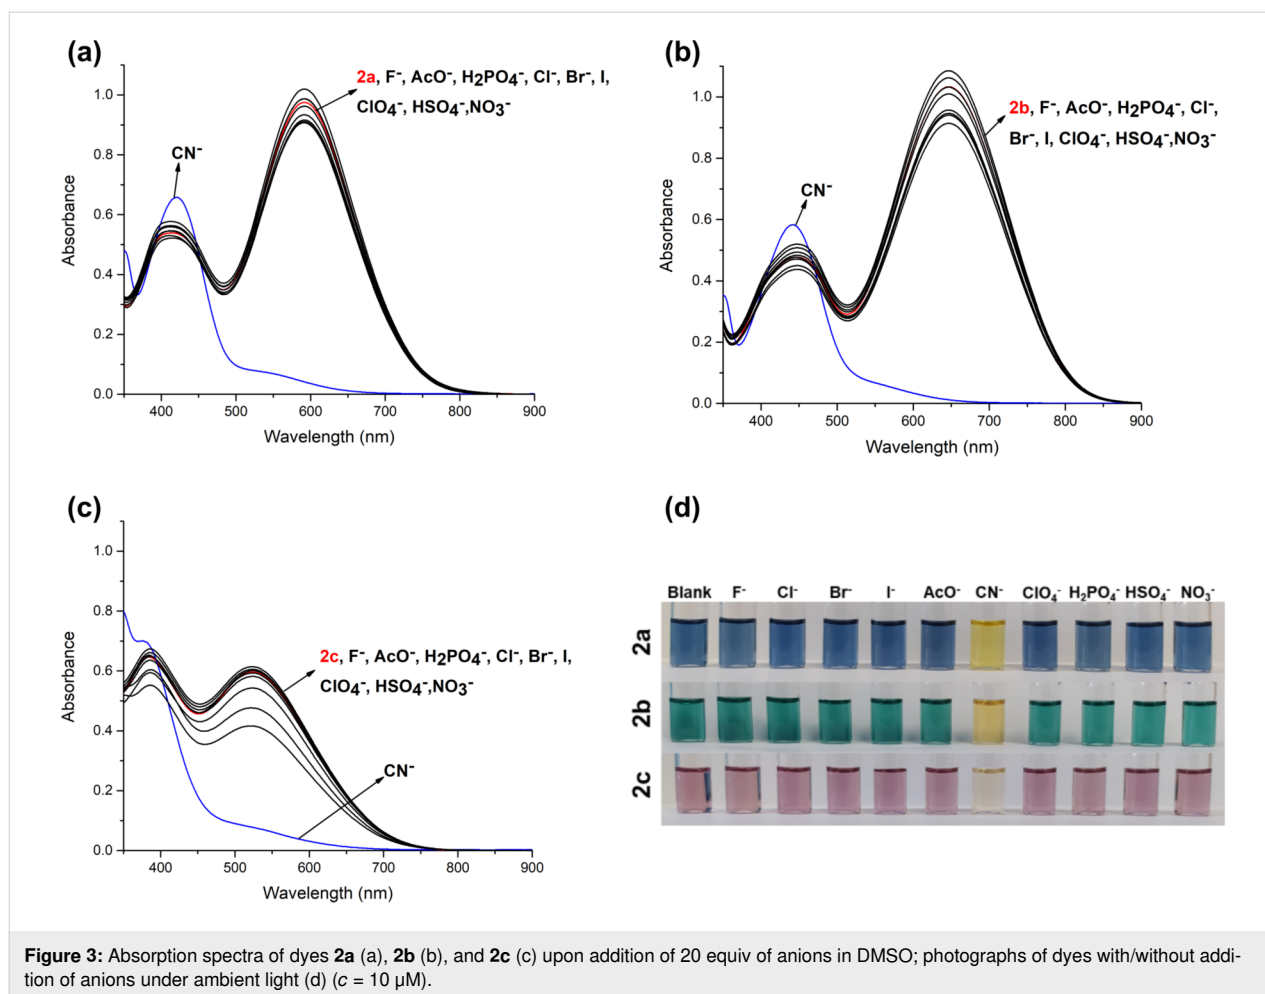 (a)
2a, F⁻, AcO⁻, H₂PO₄⁻, Cl⁻, Br⁻, I,
ClO₄⁻, HSO₄⁻,NO₃⁻
CN⁻
Absorbance
1.0
0.8
0.6
0.4
0.2
0.0
400 500 600 700 800 900
Wavelength (nm)
(b)
2b, F⁻, AcO⁻, H₂PO₄⁻, Cl⁻,
Br⁻, I, ClO₄⁻, HSO₄⁻,NO₃⁻
CN⁻
Absorbance
1.0
0.8
0.6
0.4
0.2
0.0
400 500 600 700 800 900
Wavelength (nm)
(c)
2c, F⁻, AcO⁻, H₂PO₄⁻, Cl⁻, Br⁻, I,
ClO₄⁻, HSO₄⁻,NO₃⁻
CN⁻
Absorbance
1.0
0.8
0.6
0.4
0.2
0.0
400 500 600 700 800 900
Wavelength (nm)
(d)
Blank F⁻ Cl⁻ Br⁻ I⁻ AcO⁻ CN⁻ ClO₄⁻ H₂PO₄⁻ HSO₄⁻ NO₃⁻
2a
2b
2c
Figure 3: Absorption spectra of dyes 2a (a), 2b (b), and 2c (c) upon addition of 20 equiv of anions in DMSO; photographs of dyes with/without addi-
tion of anions under ambient light (d) (c = 10 μM).